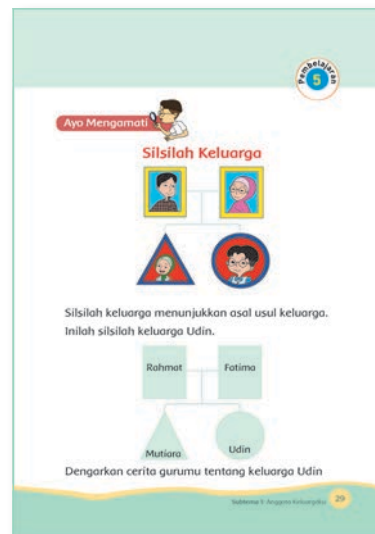 Pembelajaran
5
Ayo Mengamati
Silsilah Keluarga
Silsilah keluarga menunjukkan asal usul keluarga.
Inilah silsilah keluarga Udin.
Rahmat
Fatima
Mutiara
Udin
Dengarkan cerita gurumu tentang keluarga Udin
Subtema 1: Anggota Keluargaku
29